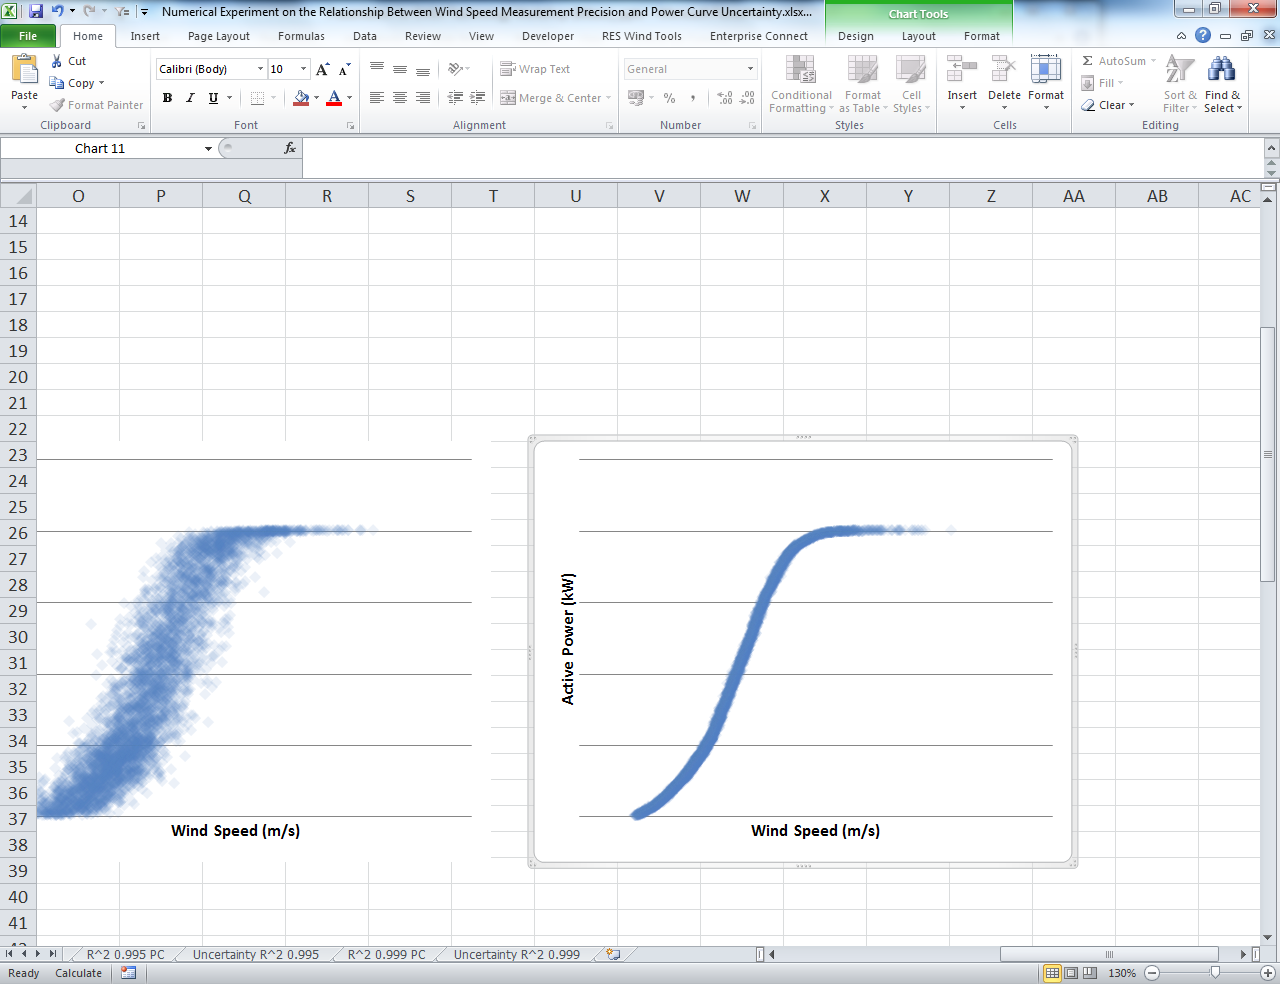 Numerical Experiment on the Relationship Between Wind Speed Measurement Precision and Power Curve Uncertainty.xlsx...
Chart Tools
File Home Insert Page Layout Formulas Data Review View Developer RES Wind Tools Enterprise Connect Design Layout Format
Paste
Cut
Copy
Format Painter
Clipboard
Calibri (Body) 10
B I U A
Font
Wrap Text
Merge & Center
Alignment
General
%
Number
Conditional Formatting
Format as Table
Cell Styles
Styles
Insert Delete Format
Cells
Σ AutoSum
Fill
Clear
Sort & Filter
Find & Select
Editing
Chart 11
fx
O P Q R S T U V W X Y Z AA AB AC
14
15
16
17
18
19
20
21
22
23
24
25
26
27
28
29
30
31
32
33
34
35
36
37
38
39
40
41
Wind Speed (m/s)
Active Power (kW)
Wind Speed (m/s)
R^2 0.995 PC Uncertainty R^2 0.995 R^2 0.999 PC Uncertainty R^2 0.999
Ready Calculate 130%